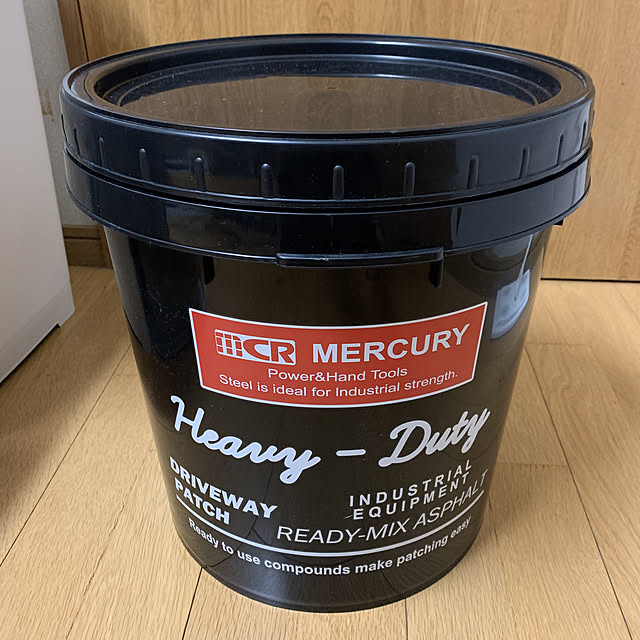 MCR MERCURY
Power&Hand Tools
Steel is ideal for Industrial strength.
Heavy - Duty
DRIVEWAY
PATCH
INDUSTRIAL
EQUIPMENT
READY-MIX ASPHALT
Ready to use compounds make patching easy